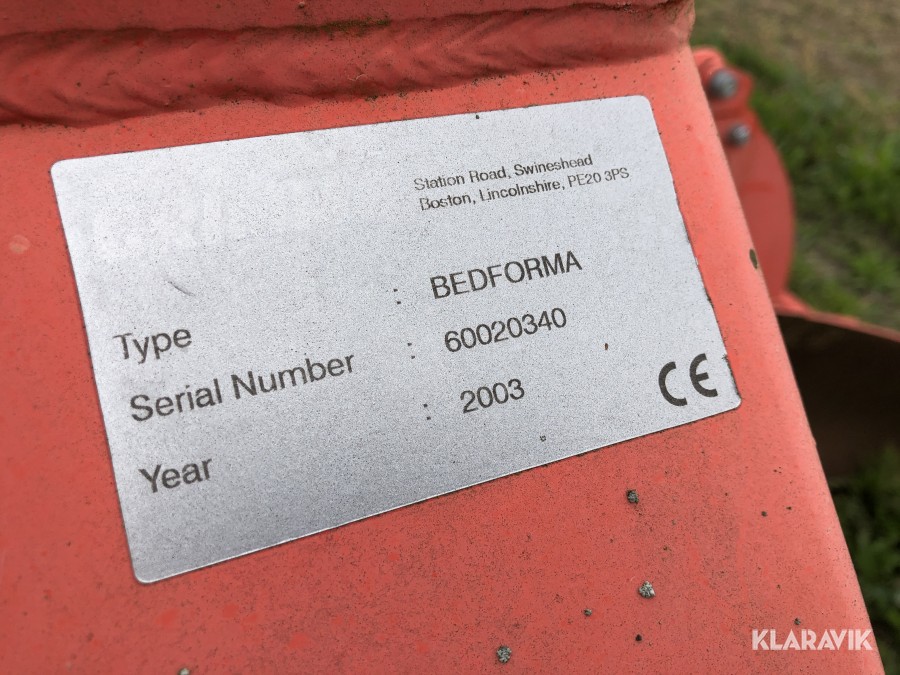 Station Road, Swineshead
Boston, Lincolnshire, PE20 3PS
Type : BEDFORMA
Serial Number : 60020340
Year : 2003
CE
KLARAVIK